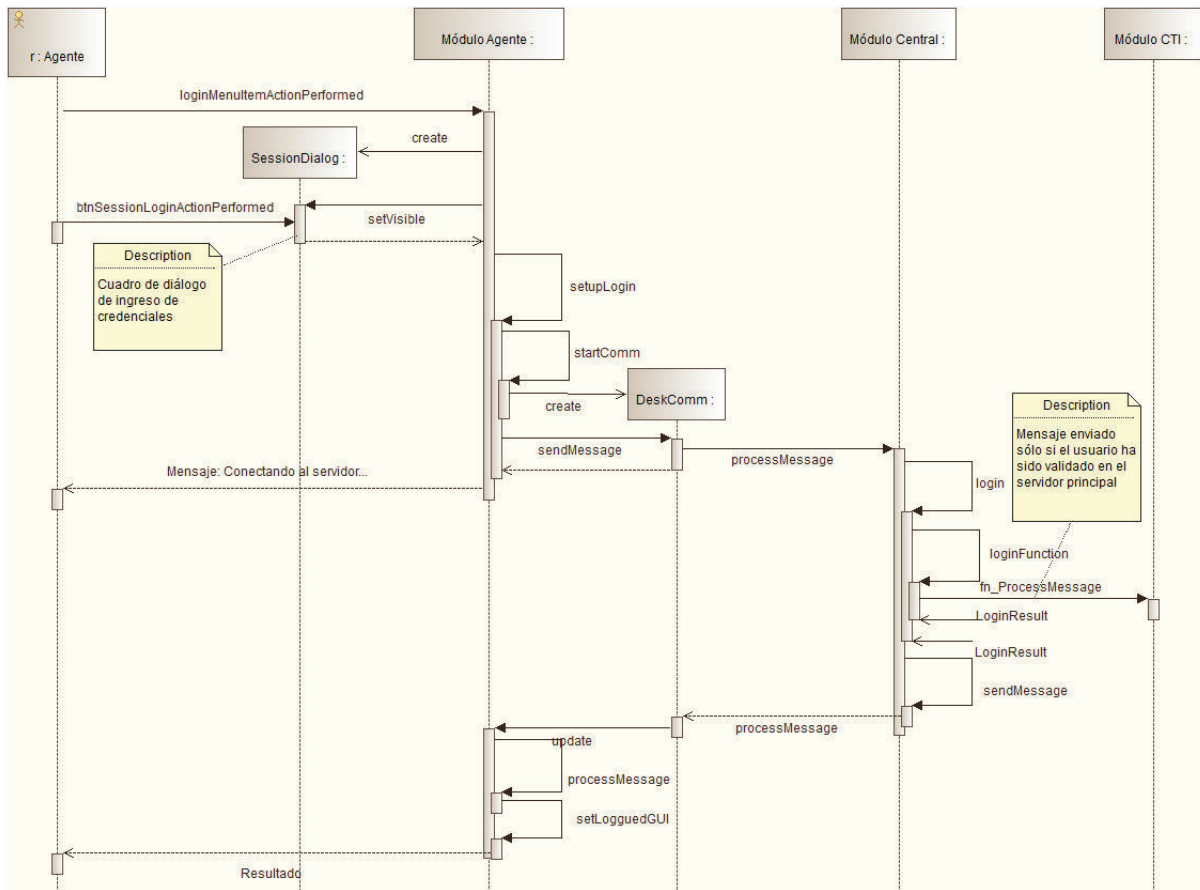 r : Agente
Módulo Agente :
Módulo Central :
Módulo CTI :
loginMenuItemActionPerformed
create
SessionDialog :
btnSessionLoginActionPerformed
setVisible
Description
Cuadro de diálogo
de ingreso de
credenciales
setupLogin
startComm
create
DeskComm :
Description
Mensaje enviado
sólo si el usuario ha
sido validado en el
servidor principal
sendMessage
processMessage
Mensaje: Conectando al servidor...
login
loginFunction
fn_ProcessMessage
LoginResult
LoginResult
sendMessage
processMessage
update
processMessage
setLogguedGUI
Resultado